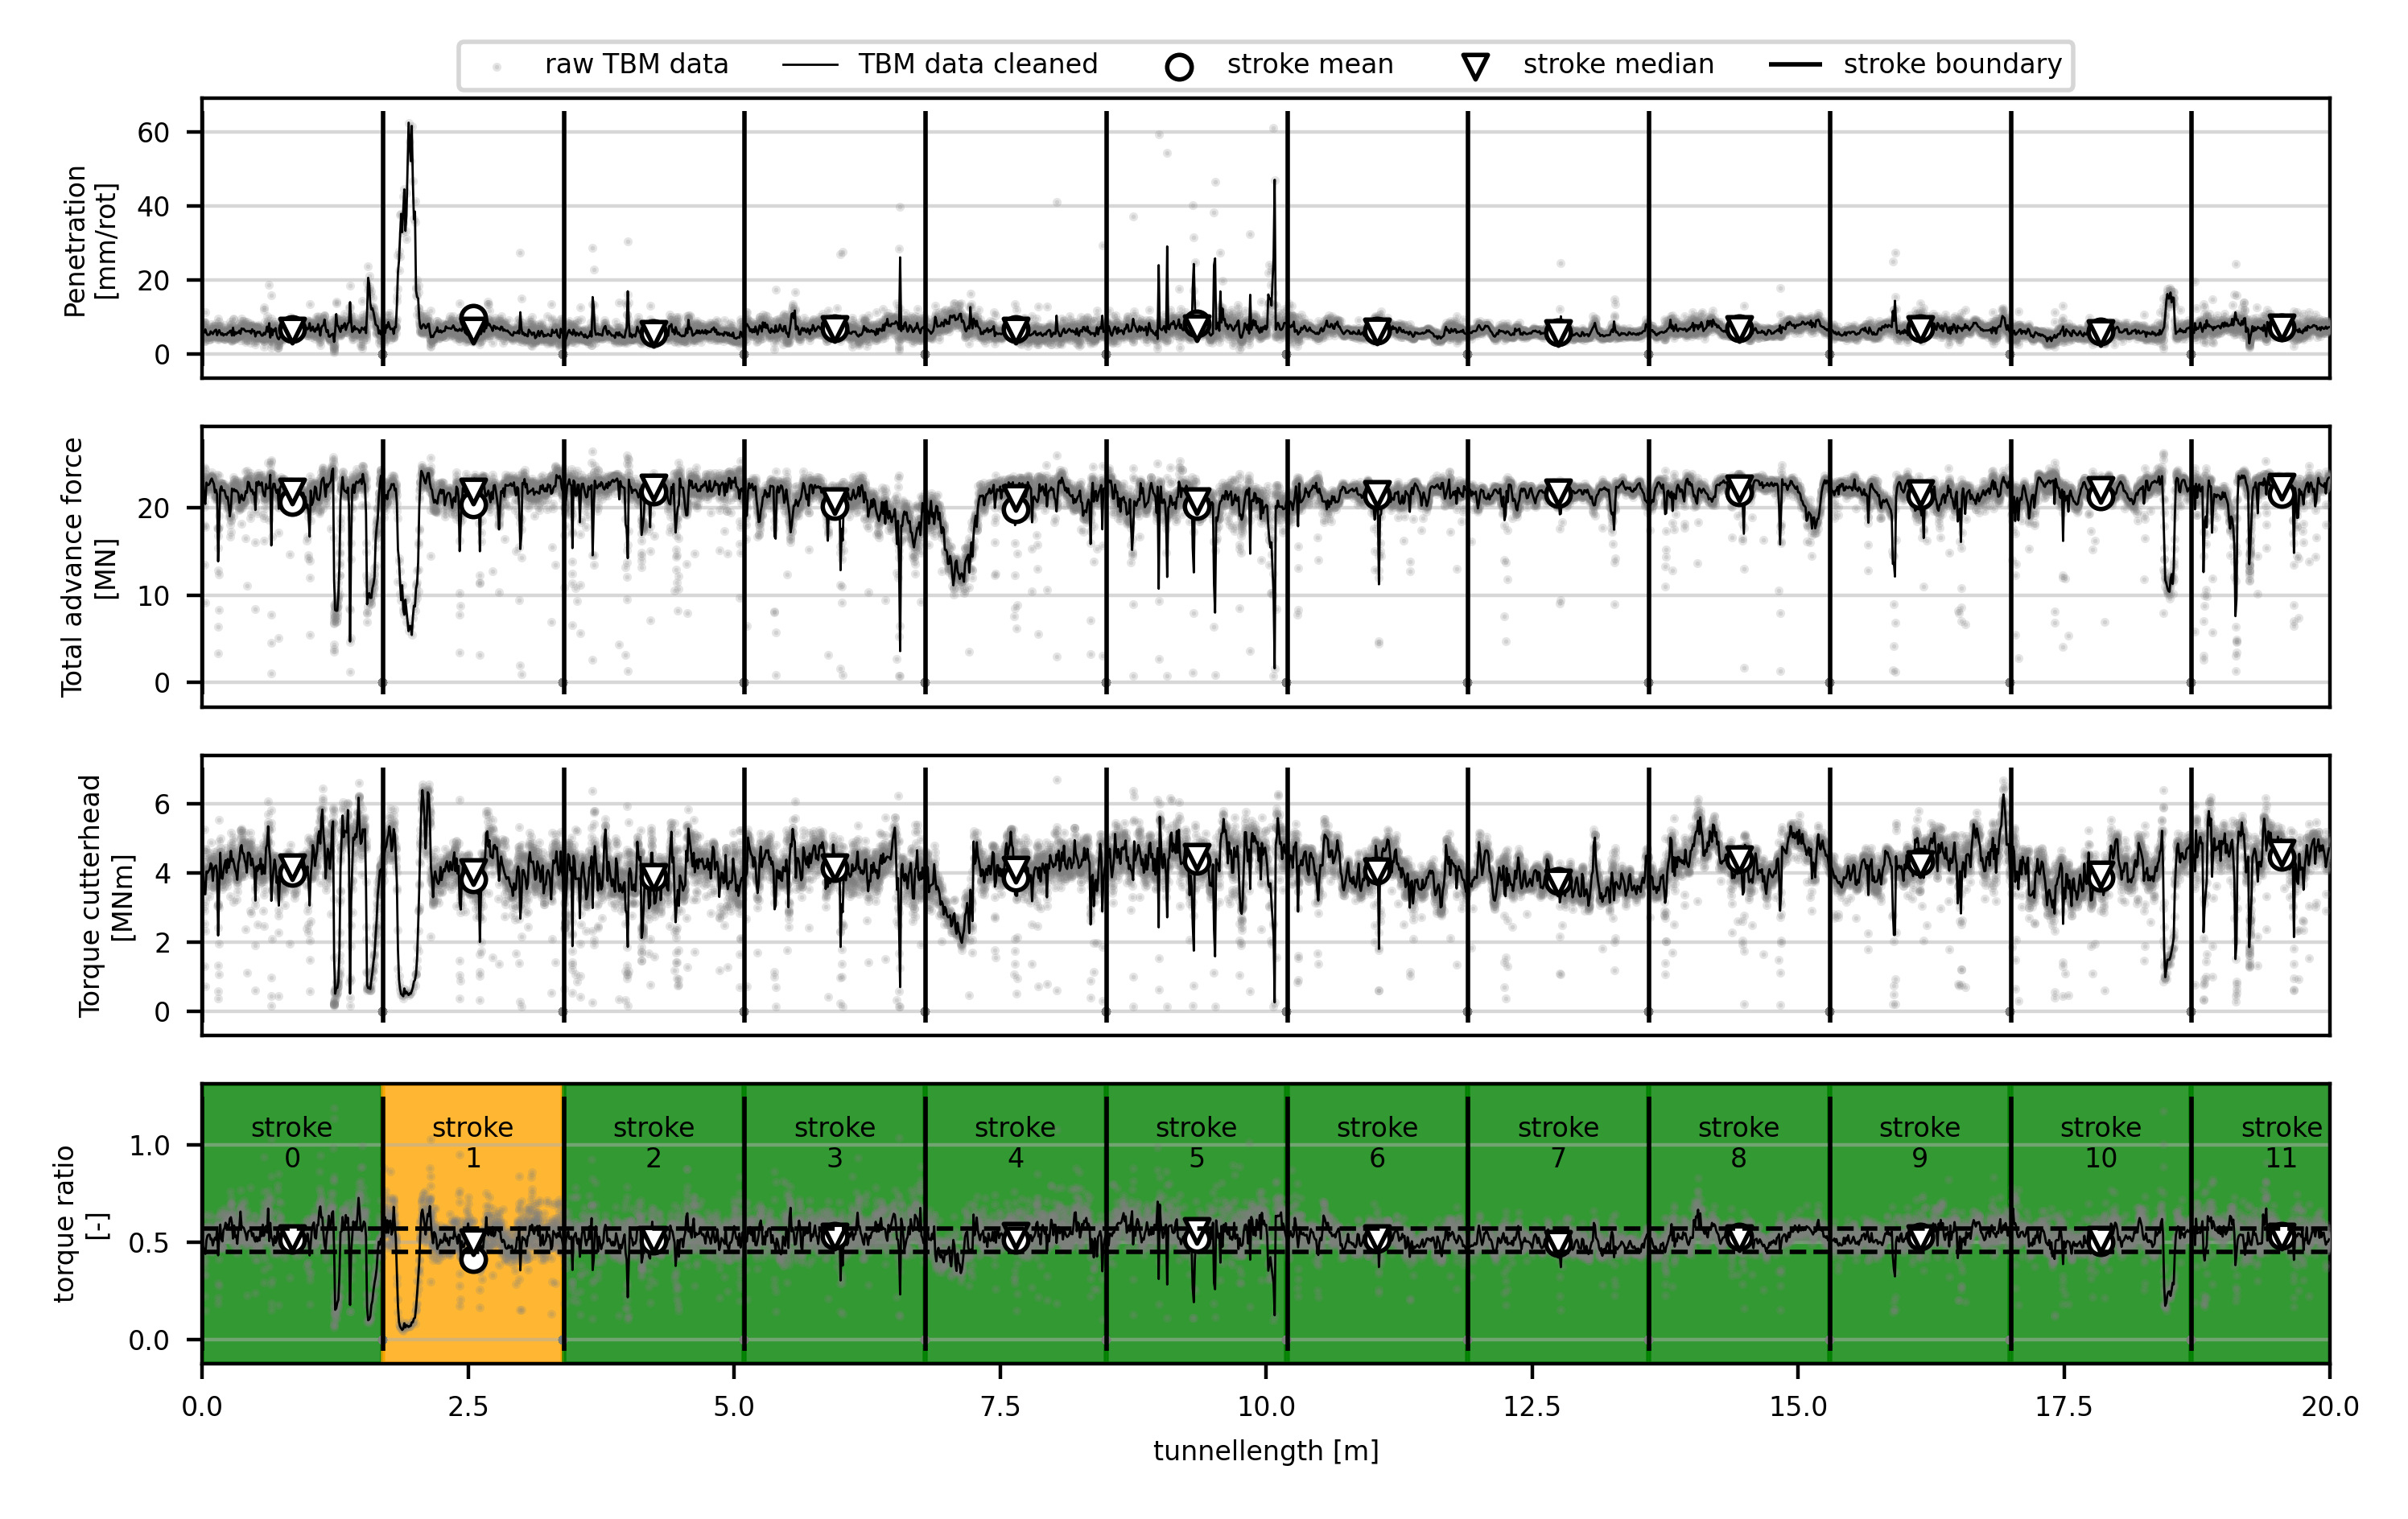 raw TBM data TBM data cleaned stroke mean stroke median stroke boundary
Penetration
[mm/rot]
60
40
20
0
Total advance force
[MN]
20
10
0
Torque cutterhead
[MNm]
6
4
2
0
torque ratio
[-]
1.0
0.5
0.0
stroke
0
stroke
1
stroke
2
stroke
3
stroke
4
stroke
5
stroke
6
stroke
7
stroke
8
stroke
9
stroke
10
stroke
11
0.0 2.5 5.0 7.5 10.0 12.5 15.0 17.5 20.0
tunnellength [m]